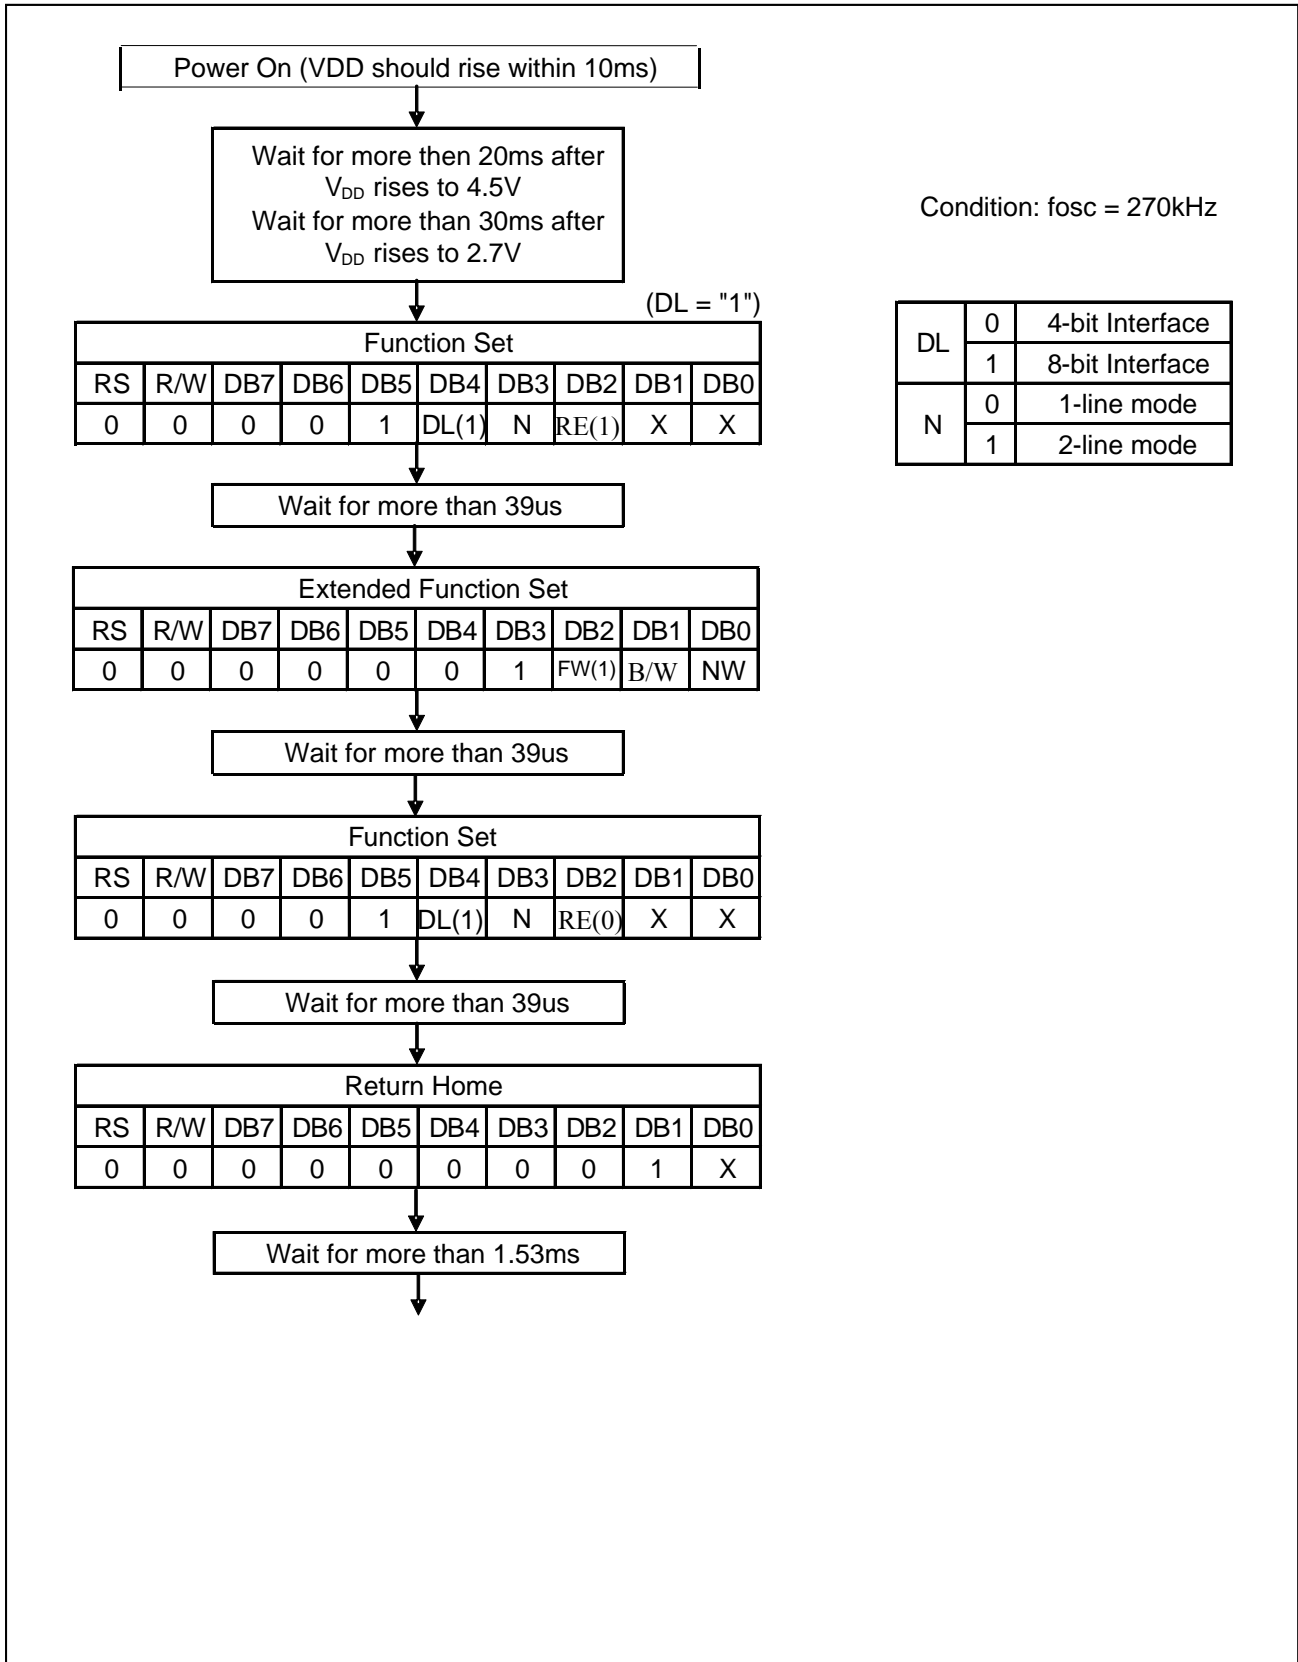 Power On (VDD should rise within 10ms)
Wait for more then 20ms after
VDD rises to 4.5V
Wait for more than 30ms after
VDD rises to 2.7V
Condition: fosc = 270kHz
(DL = "1")
DL 0 4-bit Interface
1 8-bit Interface
N 0 1-line mode
1 2-line mode
Function Set
RS R/W DB7 DB6 DB5 DB4 DB3 DB2 DB1 DB0
0 0 0 0 1 DL(1) N RE(1) X X
Wait for more than 39us
Extended Function Set
RS R/W DB7 DB6 DB5 DB4 DB3 DB2 DB1 DB0
0 0 0 0 0 0 1 FW(1) B/W NW
Wait for more than 39us
Function Set
RS R/W DB7 DB6 DB5 DB4 DB3 DB2 DB1 DB0
0 0 0 0 1 DL(1) N RE(0) X X
Wait for more than 39us
Return Home
RS R/W DB7 DB6 DB5 DB4 DB3 DB2 DB1 DB0
0 0 0 0 0 0 0 0 1 X
Wait for more than 1.53ms